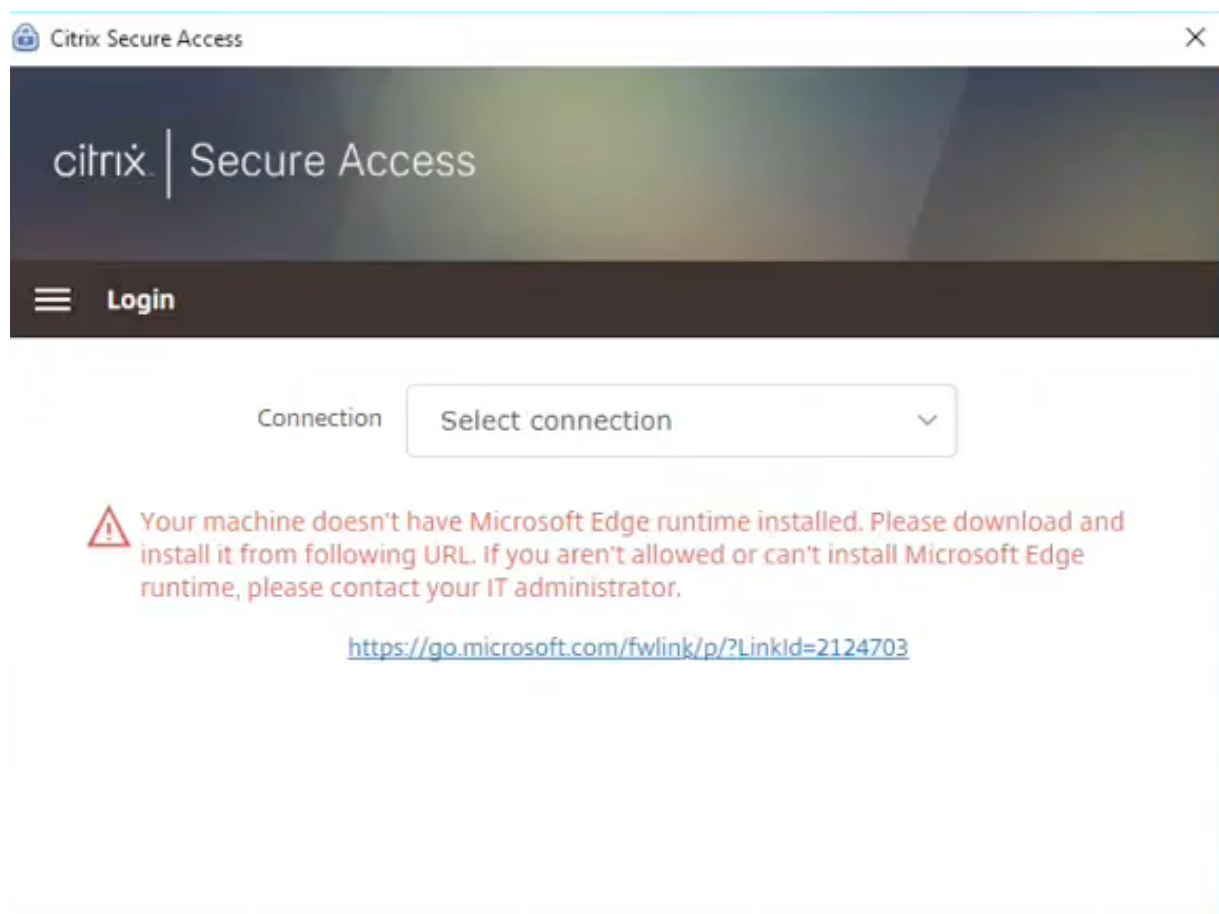 Citrix Secure Access
citrix. | Secure Access
Login
Connection Select connection
Your machine doesn't have Microsoft Edge runtime installed. Please download and
install it from following URL. If you aren't allowed or can't install Microsoft Edge
runtime, please contact your IT administrator.
https://go.microsoft.com/fwlink/p/?LinkId=2124703